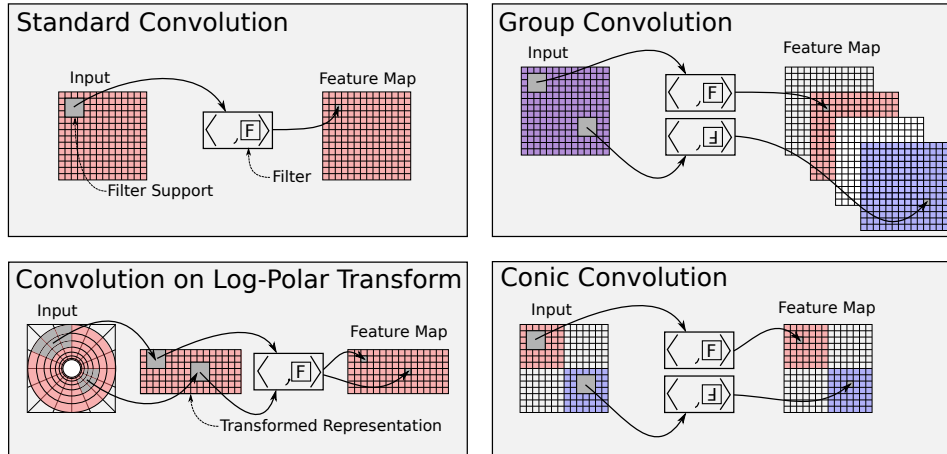 Standard Convolution
Input
Feature Map
⟨ ,F⟩
Filter Support
Filter
Group Convolution
Input
Feature Map
⟨ ,F⟩
⟨ ,Ⅎ⟩
Convolution on Log-Polar Transform
Input
Feature Map
⟨ ,F⟩
Transformed Representation
Conic Convolution
Input
Feature Map
⟨ ,F⟩
⟨ ,Ⅎ⟩